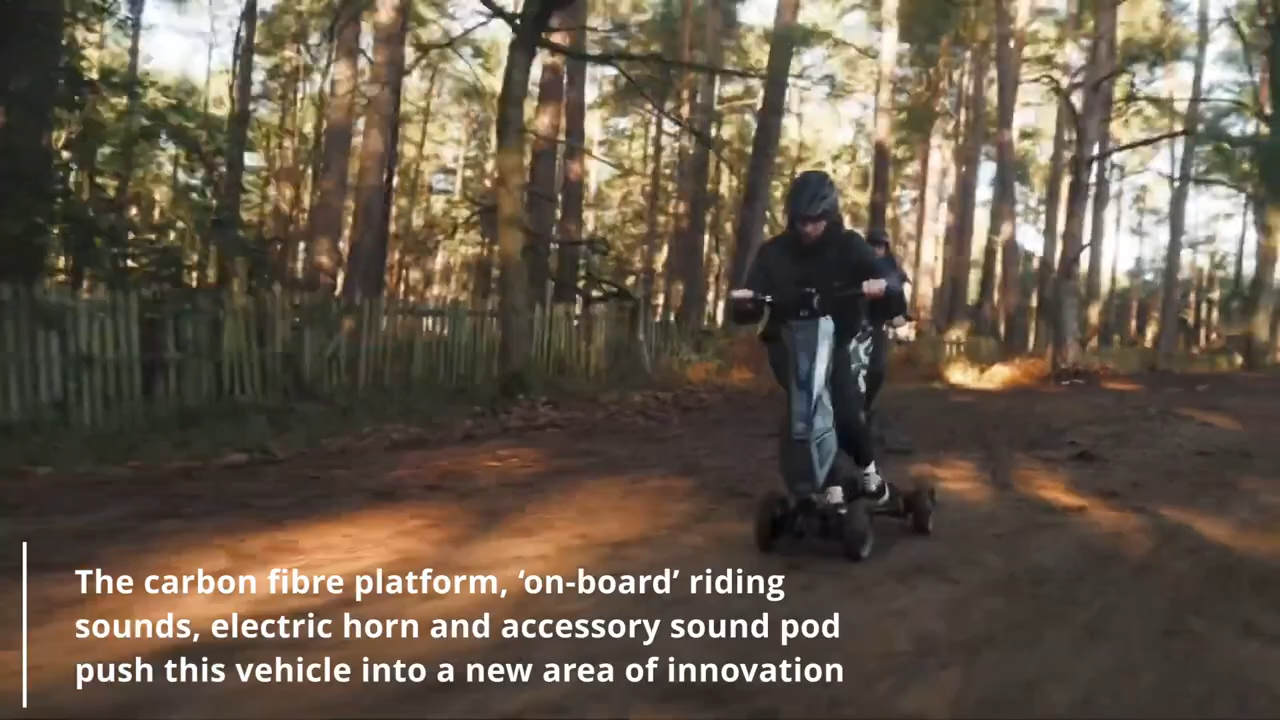 The carbon fibre platform, ‘on-board’ riding
sounds, electric horn and accessory sound pod
push this vehicle into a new area of innovation